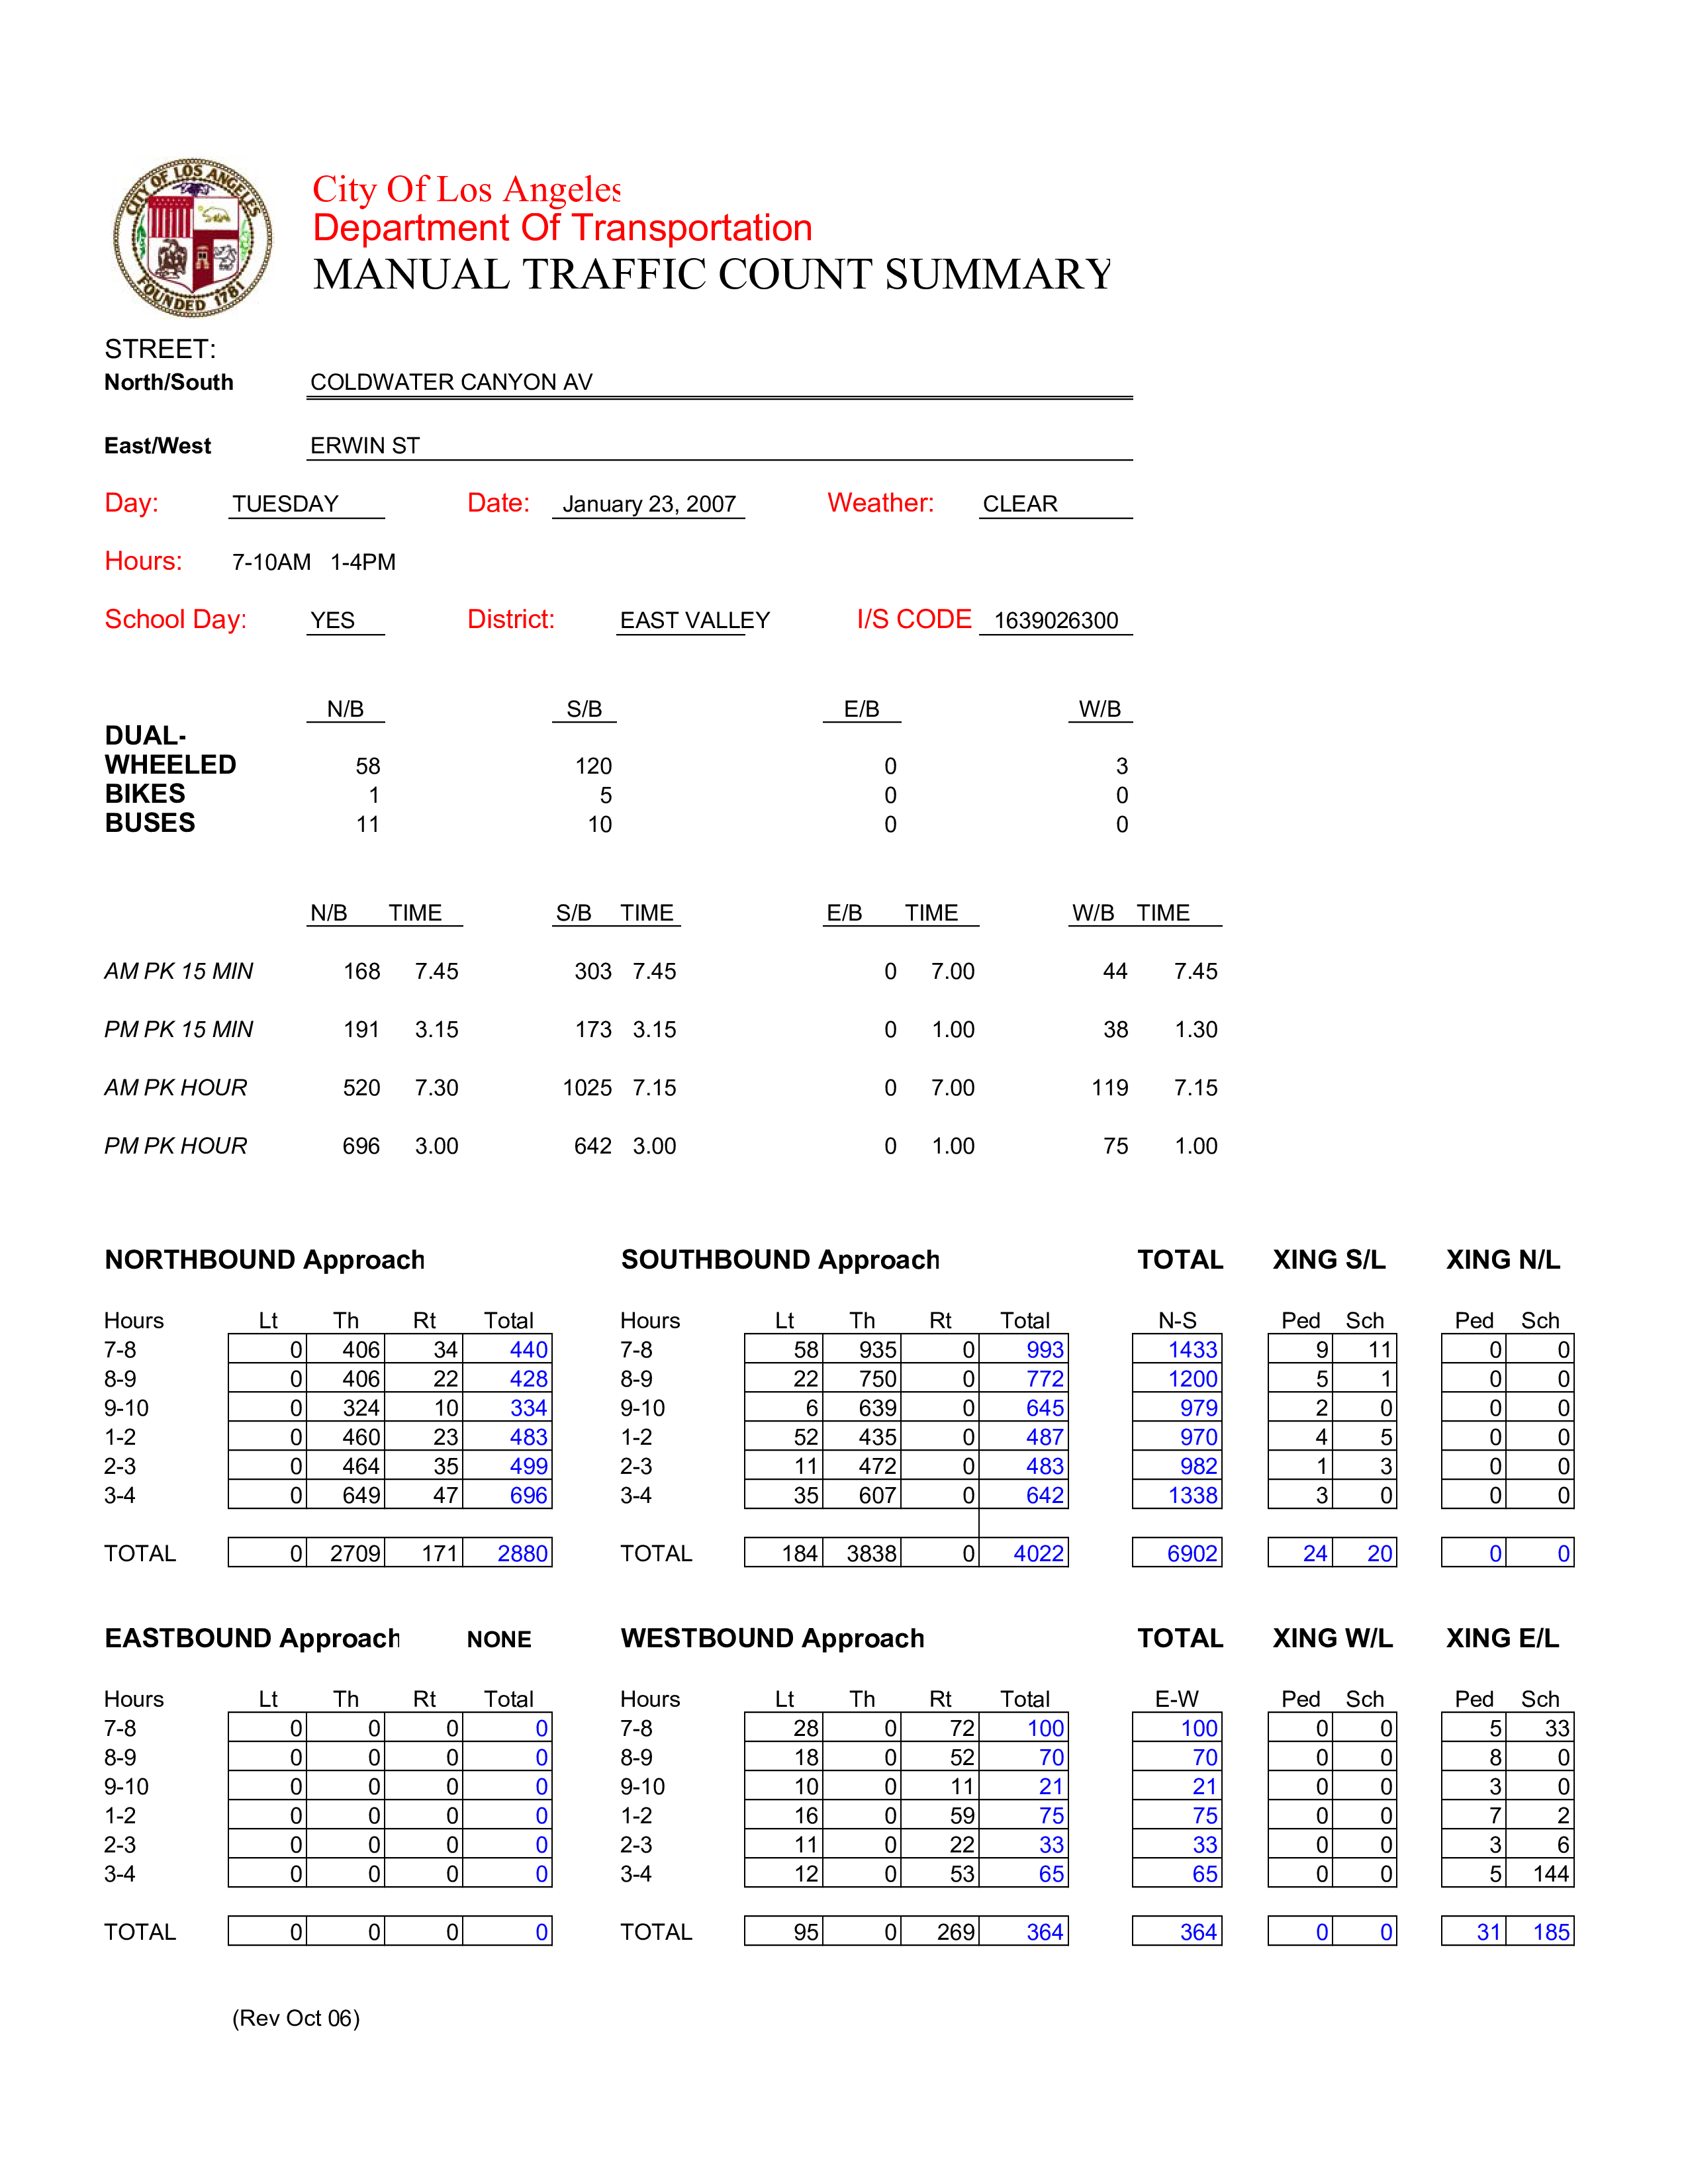 CITY OF LOS ANGELES
FOUNDED 1781
City Of Los Angeles
Department Of Transportation
MANUAL TRAFFIC COUNT SUMMARY
STREET:
North/South COLDWATER CANYON AV
East/West ERWIN ST
Day: TUESDAY Date: January 23, 2007 Weather: CLEAR
Hours: 7-10AM 1-4PM
School Day: YES District: EAST VALLEY I/S CODE 1639026300
N/B S/B E/B W/B
DUAL-
WHEELED 58 120 0 3
BIKES 1 5 0 0
BUSES 11 10 0 0
N/B TIME S/B TIME E/B TIME W/B TIME
AM PK 15 MIN 168 7.45 303 7.45 0 7.00 44 7.45
PM PK 15 MIN 191 3.15 173 3.15 0 1.00 38 1.30
AM PK HOUR 520 7.30 1025 7.15 0 7.00 119 7.15
PM PK HOUR 696 3.00 642 3.00 0 1.00 75 1.00
NORTHBOUND Approach SOUTHBOUND Approach TOTAL XING S/L XING N/L
Hours Lt Th Rt Total Hours Lt Th Rt Total N-S Ped Sch Ped Sch
7-8 0 406 34 440 7-8 58 935 0 993 1433 9 11 0 0
8-9 0 406 22 428 8-9 22 750 0 772 1200 5 1 0 0
9-10 0 324 10 334 9-10 6 639 0 645 979 2 0 0 0
1-2 0 460 23 483 1-2 52 435 0 487 970 4 5 0 0
2-3 0 464 35 499 2-3 11 472 0 483 982 1 3 0 0
3-4 0 649 47 696 3-4 35 607 0 642 1338 3 0 0 0
TOTAL 0 2709 171 2880 TOTAL 184 3838 0 4022 6902 24 20 0 0
EASTBOUND Approach NONE WESTBOUND Approach TOTAL XING W/L XING E/L
Hours Lt Th Rt Total Hours Lt Th Rt Total E-W Ped Sch Ped Sch
7-8 0 0 0 0 7-8 28 0 72 100 100 0 0 5 33
8-9 0 0 0 0 8-9 18 0 52 70 70 0 0 8 0
9-10 0 0 0 0 9-10 10 0 11 21 21 0 0 3 0
1-2 0 0 0 0 1-2 16 0 59 75 75 0 0 7 2
2-3 0 0 0 0 2-3 11 0 22 33 33 0 0 3 6
3-4 0 0 0 0 3-4 12 0 53 65 65 0 0 5 144
TOTAL 0 0 0 0 TOTAL 95 0 269 364 364 0 0 31 185
(Rev Oct 06)